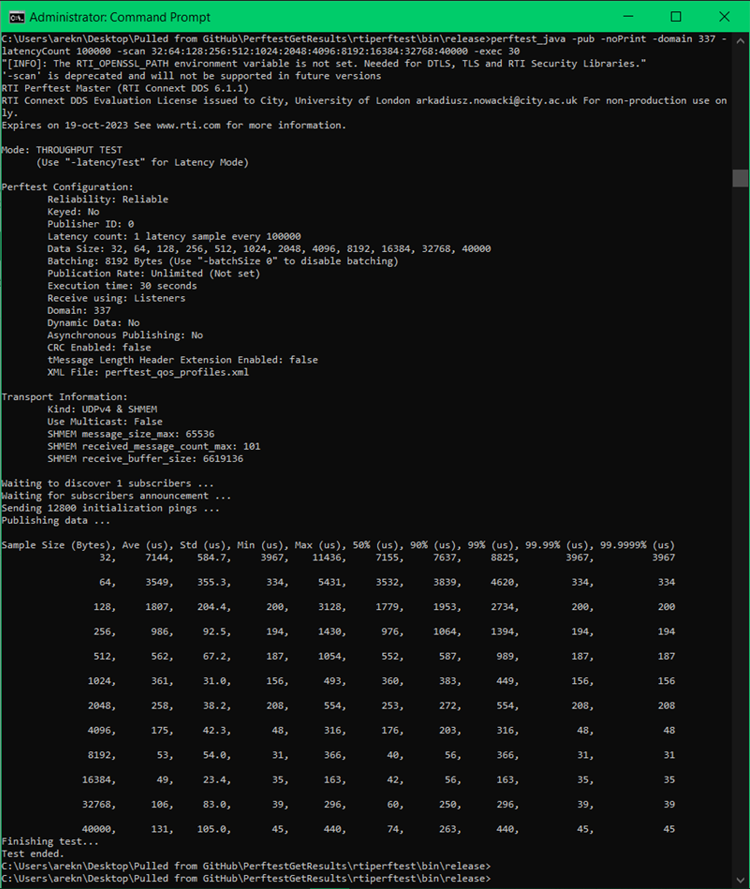 Administrator: Command Prompt
C:\Users\arekn\Desktop\Pulled from GitHub\PerftestGetResults\rtiperftest\bin\release>perftest_java -pub -noPrint -domain 337 -
latencyCount 100000 -scan 32:64:128:256:512:1024:2048:4096:8192:16384:32768:40000 -exec 30
"[INFO]: The RTI_OPENSSL_PATH environment variable is not set. Needed for DTLS, TLS and RTI Security Libraries."
'-scan' is deprecated and will not be supported in future versions
RTI Perftest Master (RTI Connext DDS 6.1.1)
RTI Connext DDS Evaluation License issued to City, University of London arkadiusz.nowacki@city.ac.uk For non-production use on
ly.
Expires on 19-oct-2023 See www.rti.com for more information.
Mode: THROUGHPUT TEST
(Use "-latencyTest" for Latency Mode)
Perftest Configuration:
Reliability: Reliable
Keyed: No
Publisher ID: 0
Latency count: 1 latency sample every 100000
Data Size: 32, 64, 128, 256, 512, 1024, 2048, 4096, 8192, 16384, 32768, 40000
Batching: 8192 Bytes (Use "-batchSize 0" to disable batching)
Publication Rate: Unlimited (Not set)
Execution time: 30 seconds
Receive using: Listeners
Domain: 337
Dynamic Data: No
Asynchronous Publishing: No
CRC Enabled: false
tMessage Length Header Extension Enabled: false
XML File: perftest_qos_profiles.xml
Transport Information:
Kind: UDPv4 & SHMEM
Use Multicast: False
SHMEM message_size_max: 65536
SHMEM received_message_count_max: 101
SHMEM receive_buffer_size: 6619136
Waiting to discover 1 subscribers ...
Waiting for subscribers announcement ...
Sending 12800 initialization pings ...
Publishing data ...
Sample Size (Bytes), Ave (us), Std (us), Min (us), Max (us), 50% (us), 90% (us), 99% (us), 99.99% (us), 99.9999% (us)
32, 7144, 584.7, 3967, 11436, 7155, 7637, 8825, 3967, 3967
64, 3549, 355.3, 334, 5431, 3532, 3839, 4620, 334, 334
128, 1807, 204.4, 200, 3128, 1779, 1953, 2734, 200, 200
256, 986, 92.5, 194, 1430, 976, 1064, 1394, 194, 194
512, 562, 67.2, 187, 1054, 552, 587, 989, 187, 187
1024, 361, 31.0, 156, 493, 360, 383, 449, 156, 156
2048, 258, 38.2, 208, 554, 253, 272, 554, 208, 208
4096, 175, 42.3, 48, 316, 176, 203, 316, 48, 48
8192, 53, 54.0, 31, 366, 40, 56, 366, 31, 31
16384, 49, 23.4, 35, 163, 42, 56, 163, 35, 35
32768, 106, 83.0, 39, 296, 60, 250, 296, 39, 39
40000, 131, 105.0, 45, 440, 74, 263, 440, 45, 45
Finishing test...
Test ended.
C:\Users\arekn\Desktop\Pulled from GitHub\PerftestGetResults\rtiperftest\bin\release>
C:\Users\arekn\Desktop\Pulled from GitHub\PerftestGetResults\rtiperftest\bin\release>